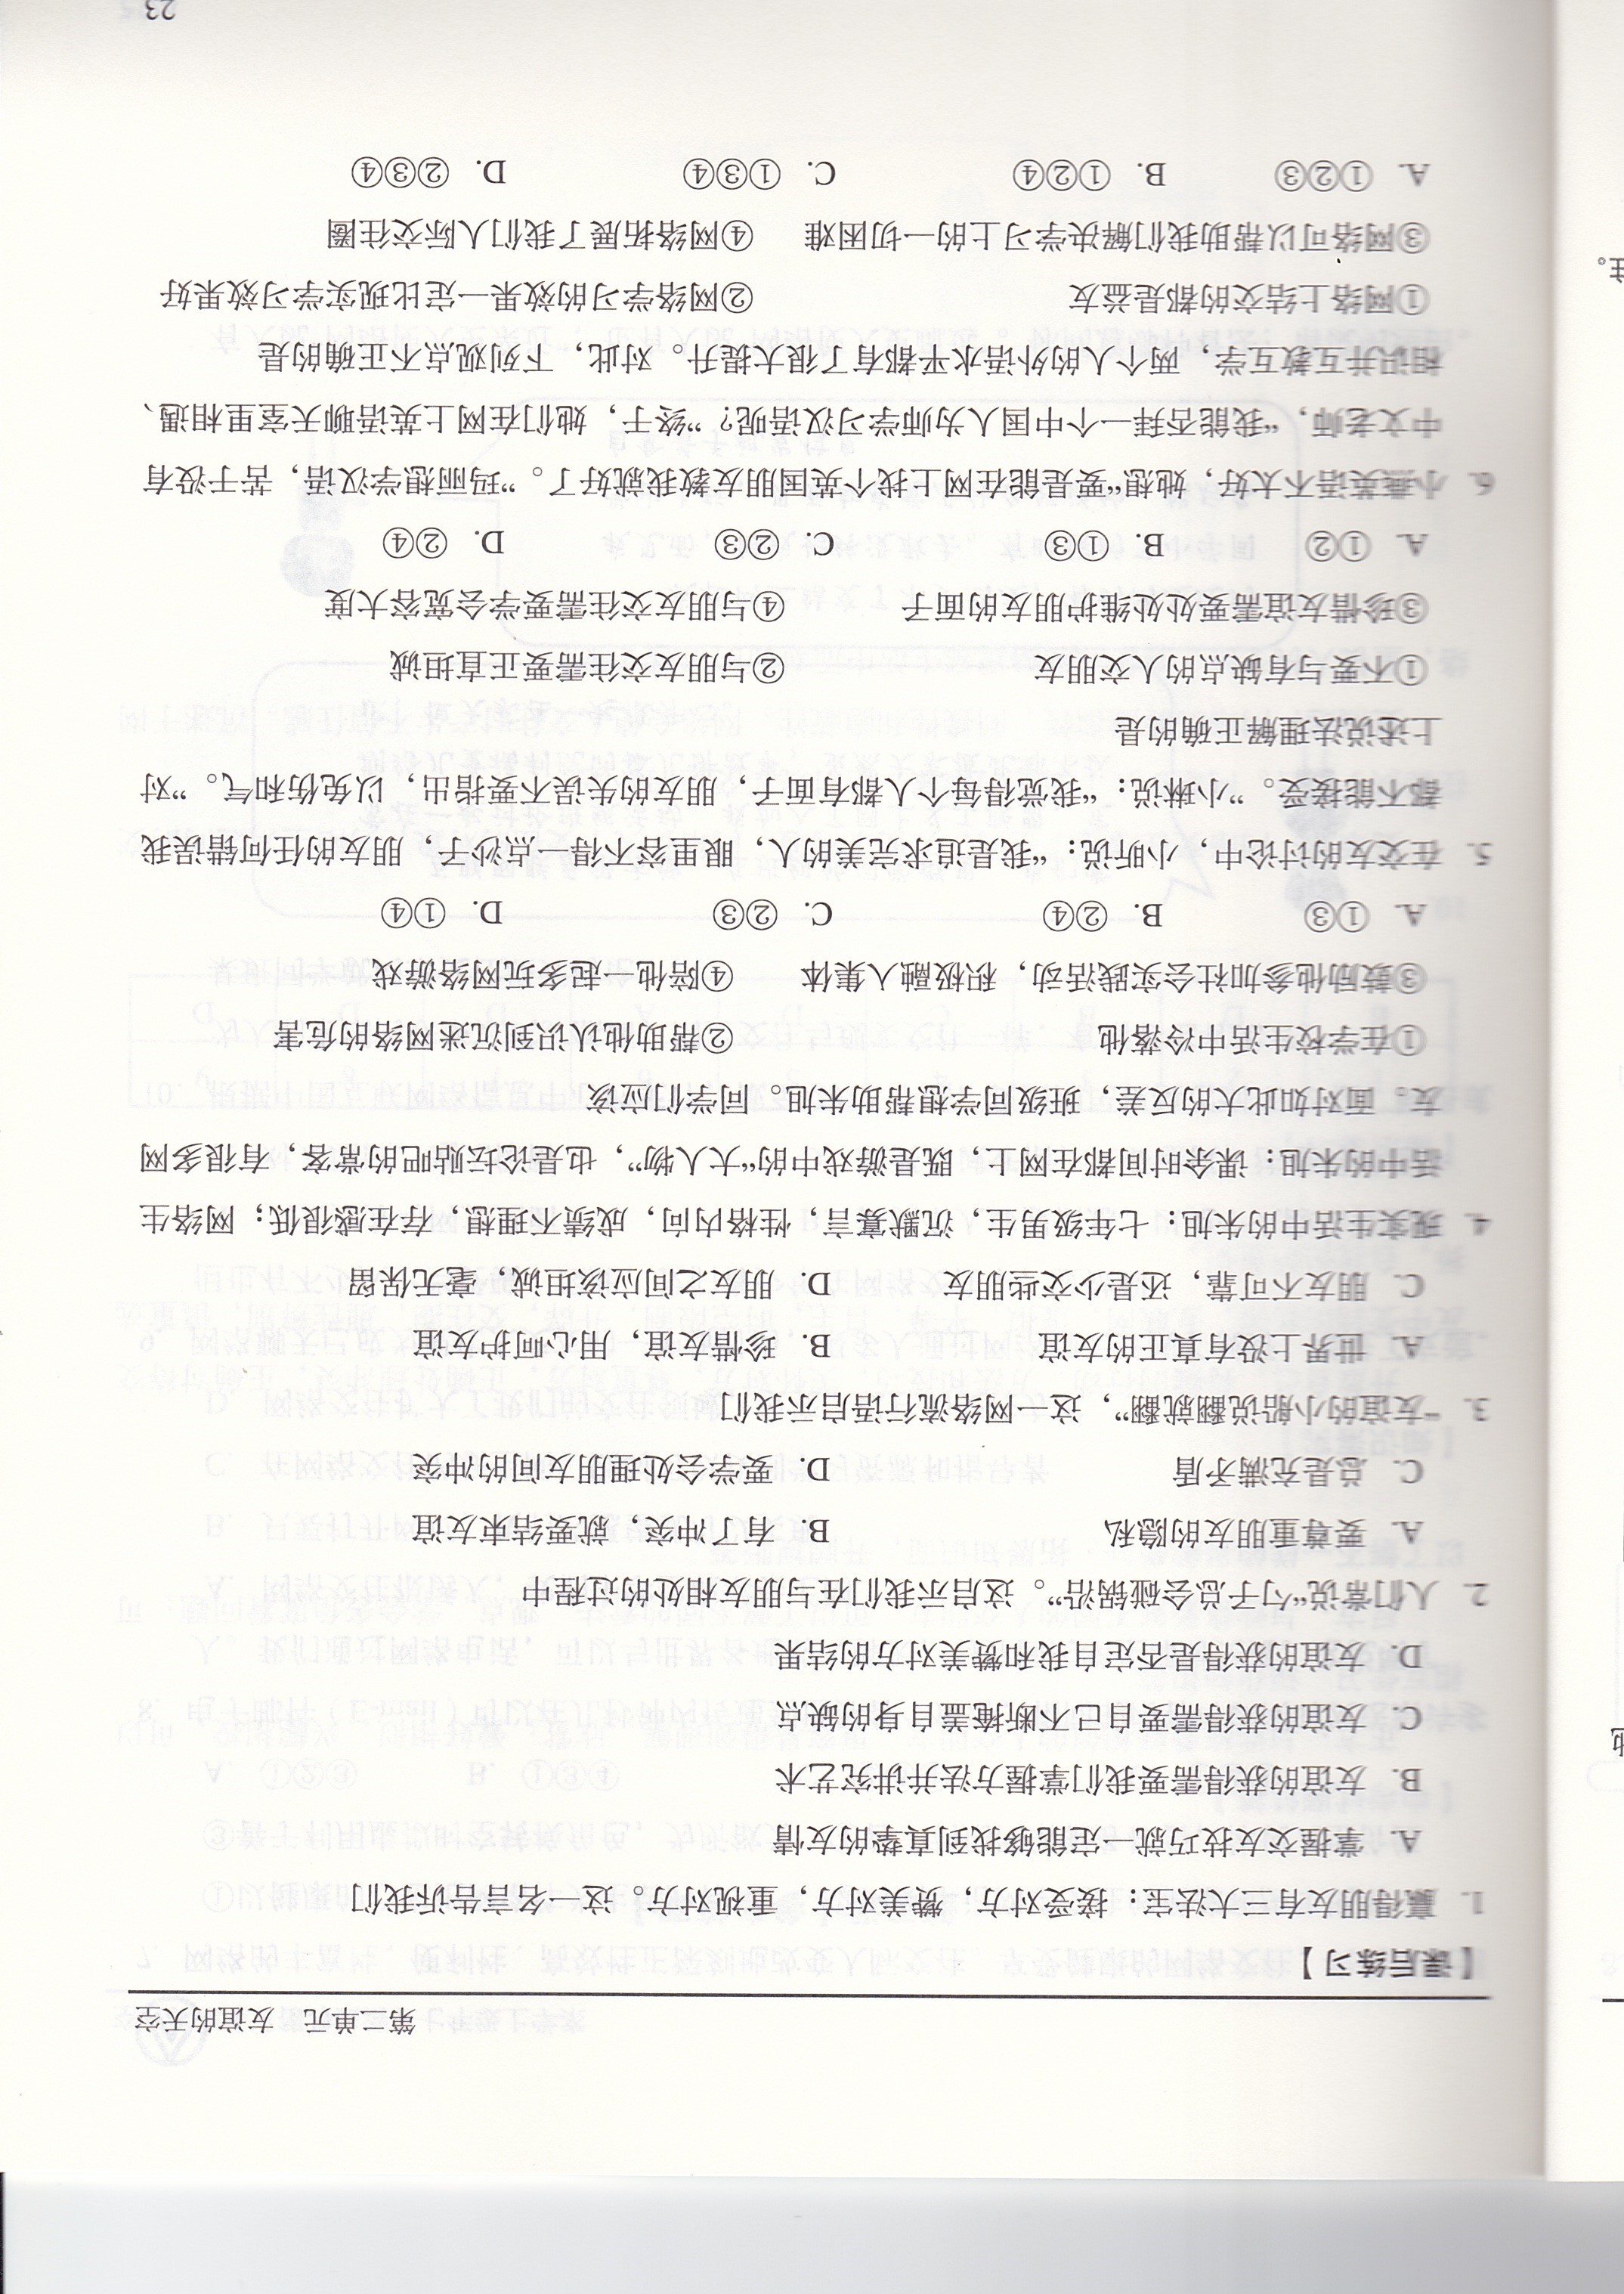 第二单元 友谊的天空
【课后练习】
1. 赢得朋友有三大法宝：接受对方，赞美对方，重视对方。这一名言告诉我们
A. 掌握交友技巧就一定能够找到真挚的友情
B. 友谊的获得需要我们掌握方法并讲究艺术
C. 友谊的获得需要自己不断掩盖自身的缺点
D. 友谊的获得是否定自我和赞美对方的结果
2. 人们常说“勺子总会碰锅沿”。这启示我们在与朋友相处的过程中
A. 要尊重朋友的隐私 B. 有了冲突，就要结束友谊
C. 总是充满矛盾 D. 要学会处理朋友间的冲突
3. “友谊的小船说翻就翻”，这一网络流行语启示我们
A. 世界上没有真正的友谊 B. 珍惜友谊，用心呵护友谊
C. 朋友不可靠，还是少交些朋友 D. 朋友之间应该坦诚，毫无保留
4. 现实生活中的朱旭：七年级男生，沉默寡言，性格内向，成绩不理想，存在感很低；网络生
活中的朱旭：课余时间都在网上，既是游戏中的“大人物”，也是论坛贴吧的常客，有很多网
友。面对如此大的反差，班级同学想帮助朱旭。同学们应该
①在学校生活中冷落他 ②帮助他认识到沉迷网络的危害
③鼓励他参加社会实践活动，积极融入集体 ④陪他一起多玩网络游戏
A. ①③ B. ②④ C. ②③ D. ①④
5. 在交友的讨论中，小昕说：“我是追求完美的人，眼里容不得一点沙子，朋友的任何错误我
都不能接受。”小琳说：“我觉得每个人都有面子，朋友的失误不要指出，以免伤和气。”对
上述说法理解正确的是
①不要与有缺点的人交朋友 ②与朋友交往需要正直坦诚
③珍惜友谊需要处处维护朋友的面子 ④与朋友交往需要学会宽容大度
A. ①② B. ①③ C. ②③ D. ②④
6. 小燕英语不太好，她想“要是能在网上找个英国朋友教我就好了。”玛丽想学汉语，苦于没有
中文老师，“我能否拜一个中国人为师学习汉语呢？”终于，她们在网上英语聊天室里相遇、
相识并互教互学，两个人的外语水平都有了很大提升。对此，下列观点不正确的是
①网络上结交的都是益友 ②网络学习的效果一定比现实学习效果好
③网络可以帮助我们解决学习上的一切困难 ④网络拓展了我们人际交往圈
A. ①②③ B. ①②④ C. ①③④ D. ②③④
23